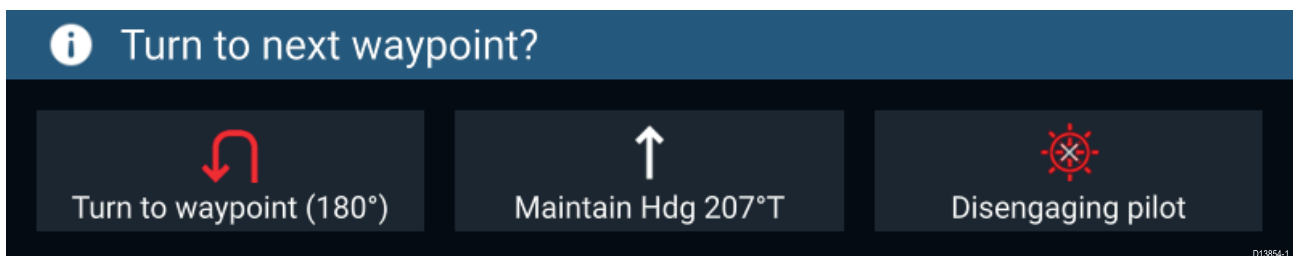 Turn to next waypoint?
Turn to waypoint (180°)
Maintain Hdg 207°T
Disengaging pilot
D13854-1